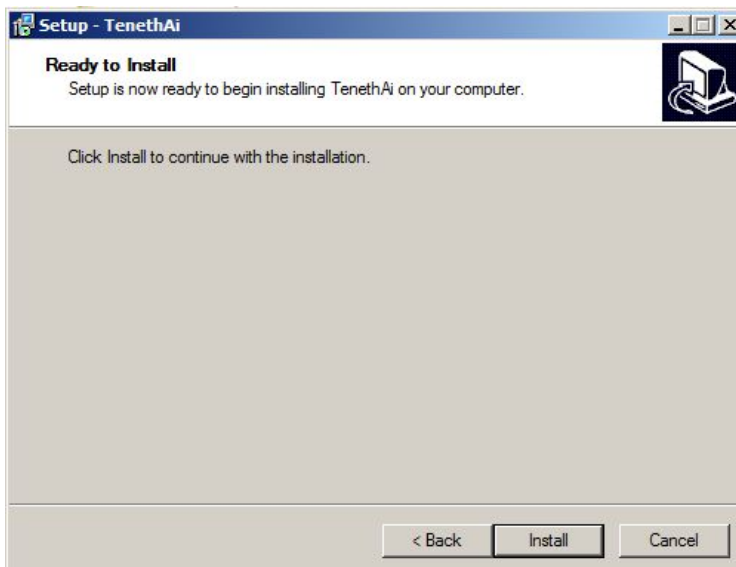 Setup - TenethAi
Ready to Install
Setup is now ready to begin installing TenethAi on your computer.
Click Install to continue with the installation.
< Back
Install
Cancel